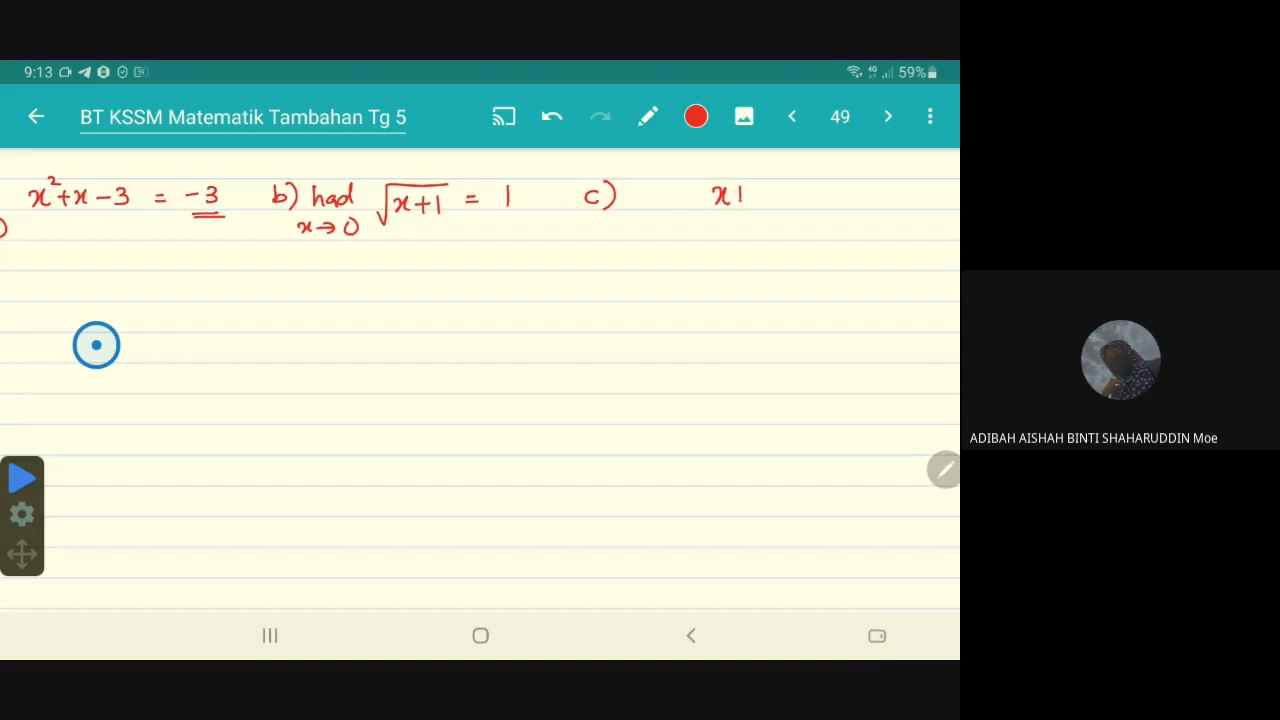 9:13 59%
BT KSSM Matematik Tambahan Tg 5 49
x²+x-3 = -3 b) had √x+1 = 1 c) x1
0 x→0
ADIBAH AISHAH BINTI SHAHARUDDIN Moe